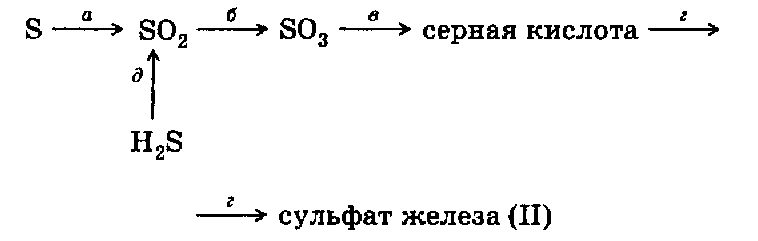 S —а→ SO₂ —б→ SO₃ —в→ серная кислота —г→
д
H₂S
—г→ сульфат железа (II)